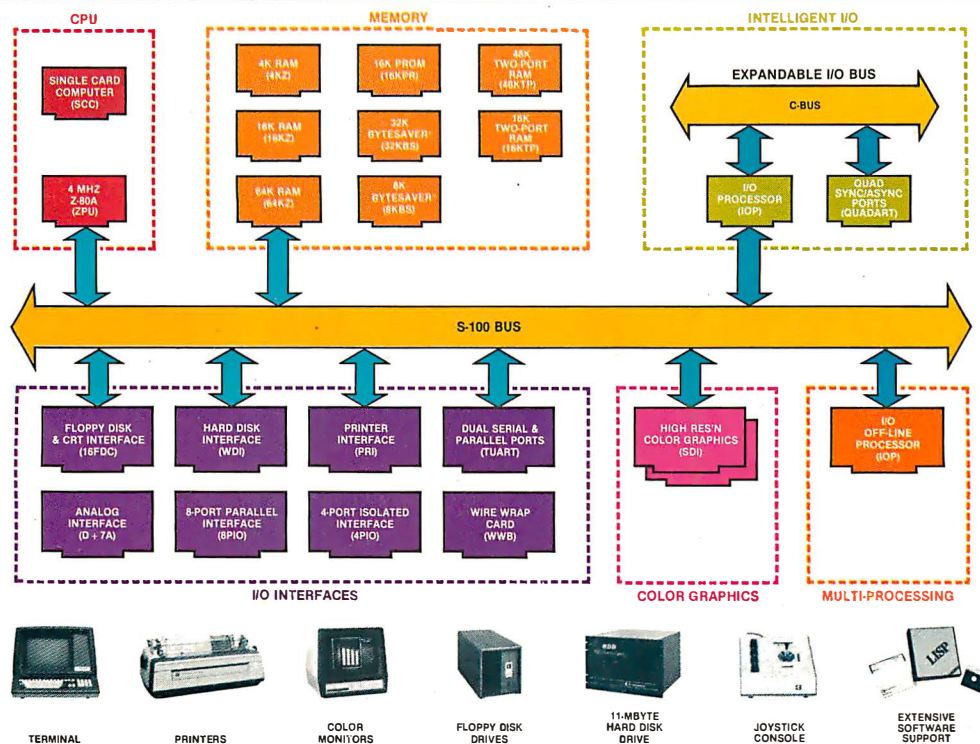 CPU
SINGLE CARD
COMPUTER
(SCC)
4 MHZ
Z-80A
(ZPU)
MEMORY
4K RAM
(4KZ)
16K PROM
(16KPR)
48K
TWO-PORT
RAM
(48KTP)
16K RAM
(16KZ)
32K
BYTESAVER
(32KBS)
16K
TWO-PORT
RAM
(16KTP)
64K RAM
(64KZ)
8K
BYTESAVER
(8KBS)
INTELLIGENT I/O
EXPANDABLE I/O BUS
C-BUS
I/O
PROCESSOR
(IOP)
QUAD
SYNC/ASYNC
PORTS
(QUADART)
S-100 BUS
FLOPPY DISK
& CRT INTERFACE
(16FDC)
HARD DISK
INTERFACE
(WDI)
PRINTER
INTERFACE
(PRI)
DUAL SERIAL &
PARALLEL PORTS
(TUART)
ANALOG
INTERFACE
(D + 7A)
8-PORT PARALLEL
INTERFACE
(8PIO)
4-PORT ISOLATED
INTERFACE
(4PIO)
WIRE WRAP
CARD
(WWB)
I/O INTERFACES
HIGH RES'N
COLOR GRAPHICS
(SDI)
COLOR GRAPHICS
I/O
OFF-LINE
PROCESSOR
(IOP)
MULTI-PROCESSING
HDD
LISP
TERMINAL
PRINTERS
COLOR
MONITORS
FLOPPY DISK
DRIVES
11-MBYTE
HARD DISK
DRIVE
JOYSTICK
CONSOLE
EXTENSIVE
SOFTWARE
SUPPORT